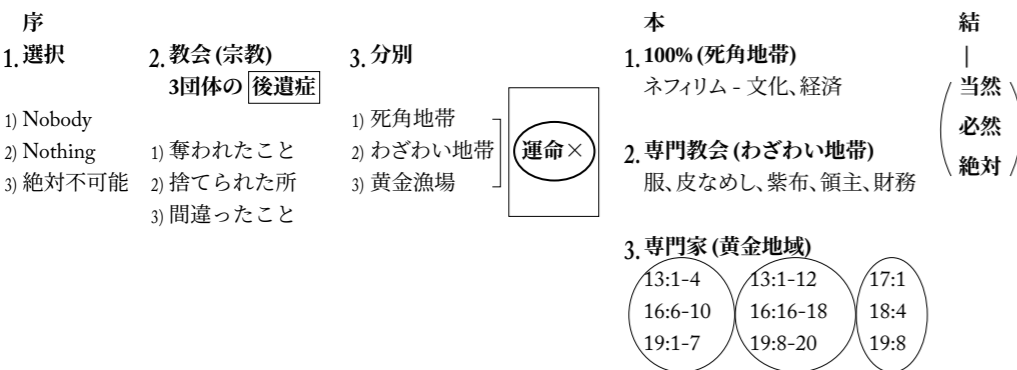 序
1. 選択
1) Nobody
2) Nothing
3) 絶対不可能
2. 教会 (宗教)
3団体の 後遺症
1) 奪われたこと
2) 捨てられた所
3) 間違ったこと
3. 分別
1) 死角地帯
2) わざわい地帯
3) 黄金漁場
運命×
本
1. 100% (死角地帯)
ネフィリム - 文化、経済
2. 専門教会 (わざわい地帯)
服、皮なめし、紫布、領主、財務
3. 専門家 (黄金地域)
13:1-4
16:6-10
19:1-7
13:1-12
16:16-18
19:8-20
17:1
18:4
19:8
結
当然
必然
絶対